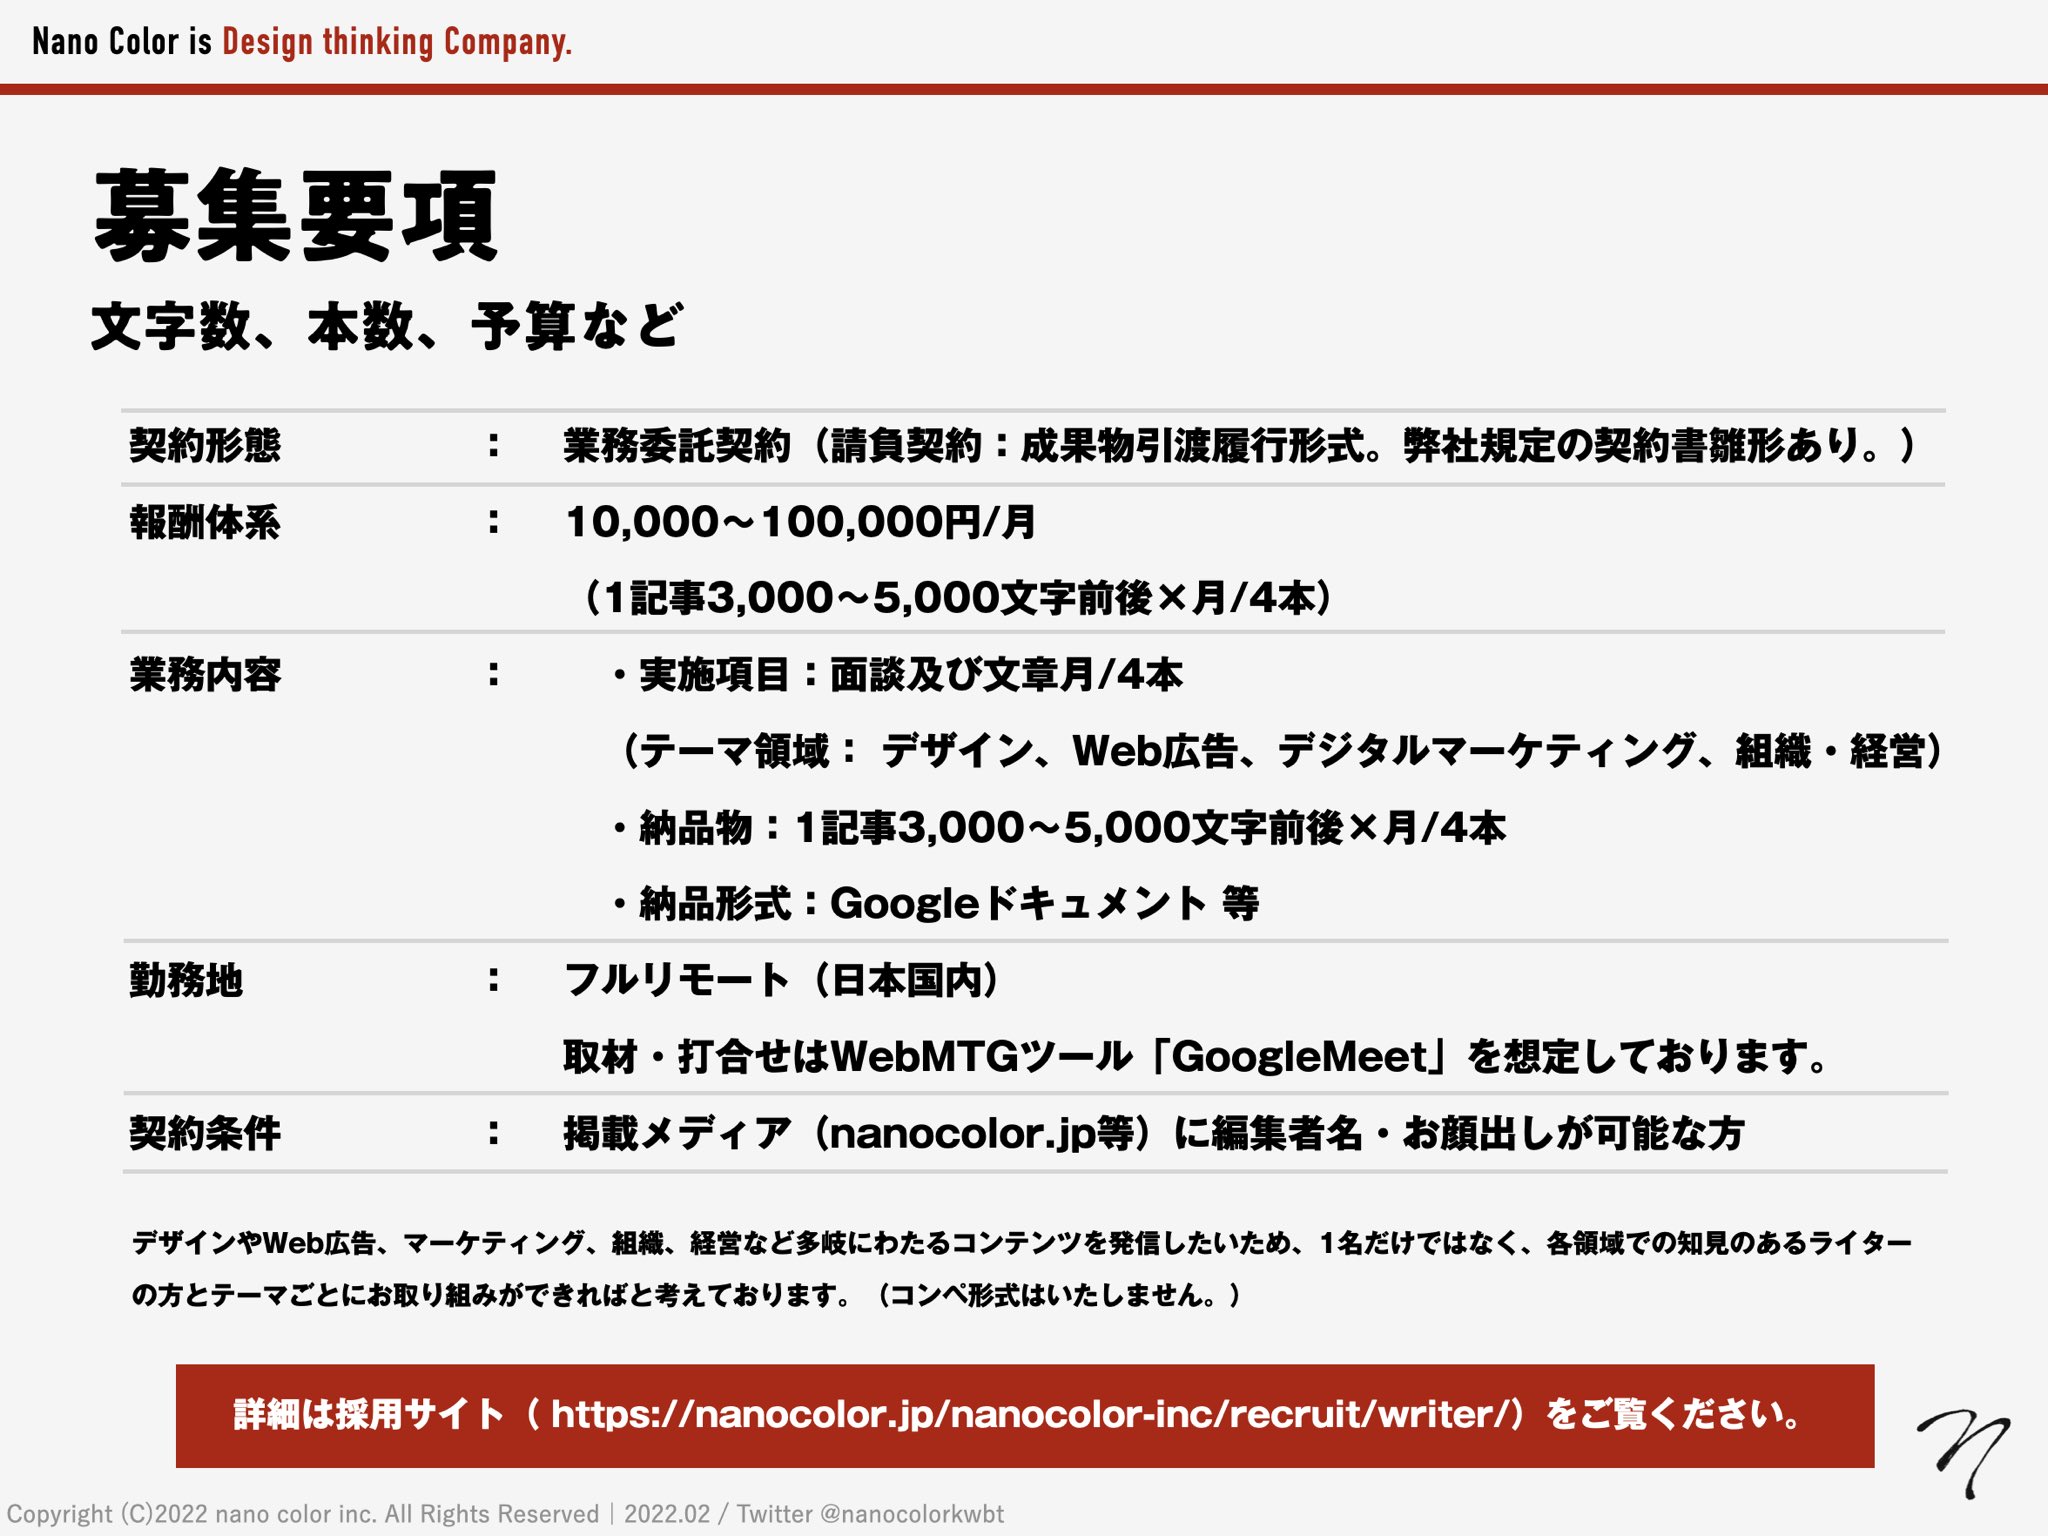 Nano Color is Design thinking Company.
募集要項
文字数、本数、予算など
契約形態 ： 業務委託契約（請負契約：成果物引渡履行形式。弊社規定の契約書雛形あり。）
報酬体系 ： 10,000〜100,000円/月
（1記事3,000〜5,000文字前後×月/4本）
業務内容 ： ・実施項目：面談及び文章月/4本
（テーマ領域： デザイン、Web広告、デジタルマーケティング、組織・経営）
・納品物：1記事3,000〜5,000文字前後×月/4本
・納品形式：Googleドキュメント 等
勤務地 ： フルリモート（日本国内）
取材・打合せはWebMTGツール「GoogleMeet」を想定しております。
契約条件 ： 掲載メディア（nanocolor.jp等）に編集者名・お顔出しが可能な方
デザインやWeb広告、マーケティング、組織、経営など多岐にわたるコンテンツを発信したいため、1名だけではなく、各領域での知見のあるライター
の方とテーマごとにお取り組みができればと考えております。（コンペ形式はいたしません。）
詳細は採用サイト（ https://nanocolor.jp/nanocolor-inc/recruit/writer/）をご覧ください。
Copyright (C)2022 nano color inc. All Rights Reserved｜2022.02 / Twitter @nanocolorkwbt